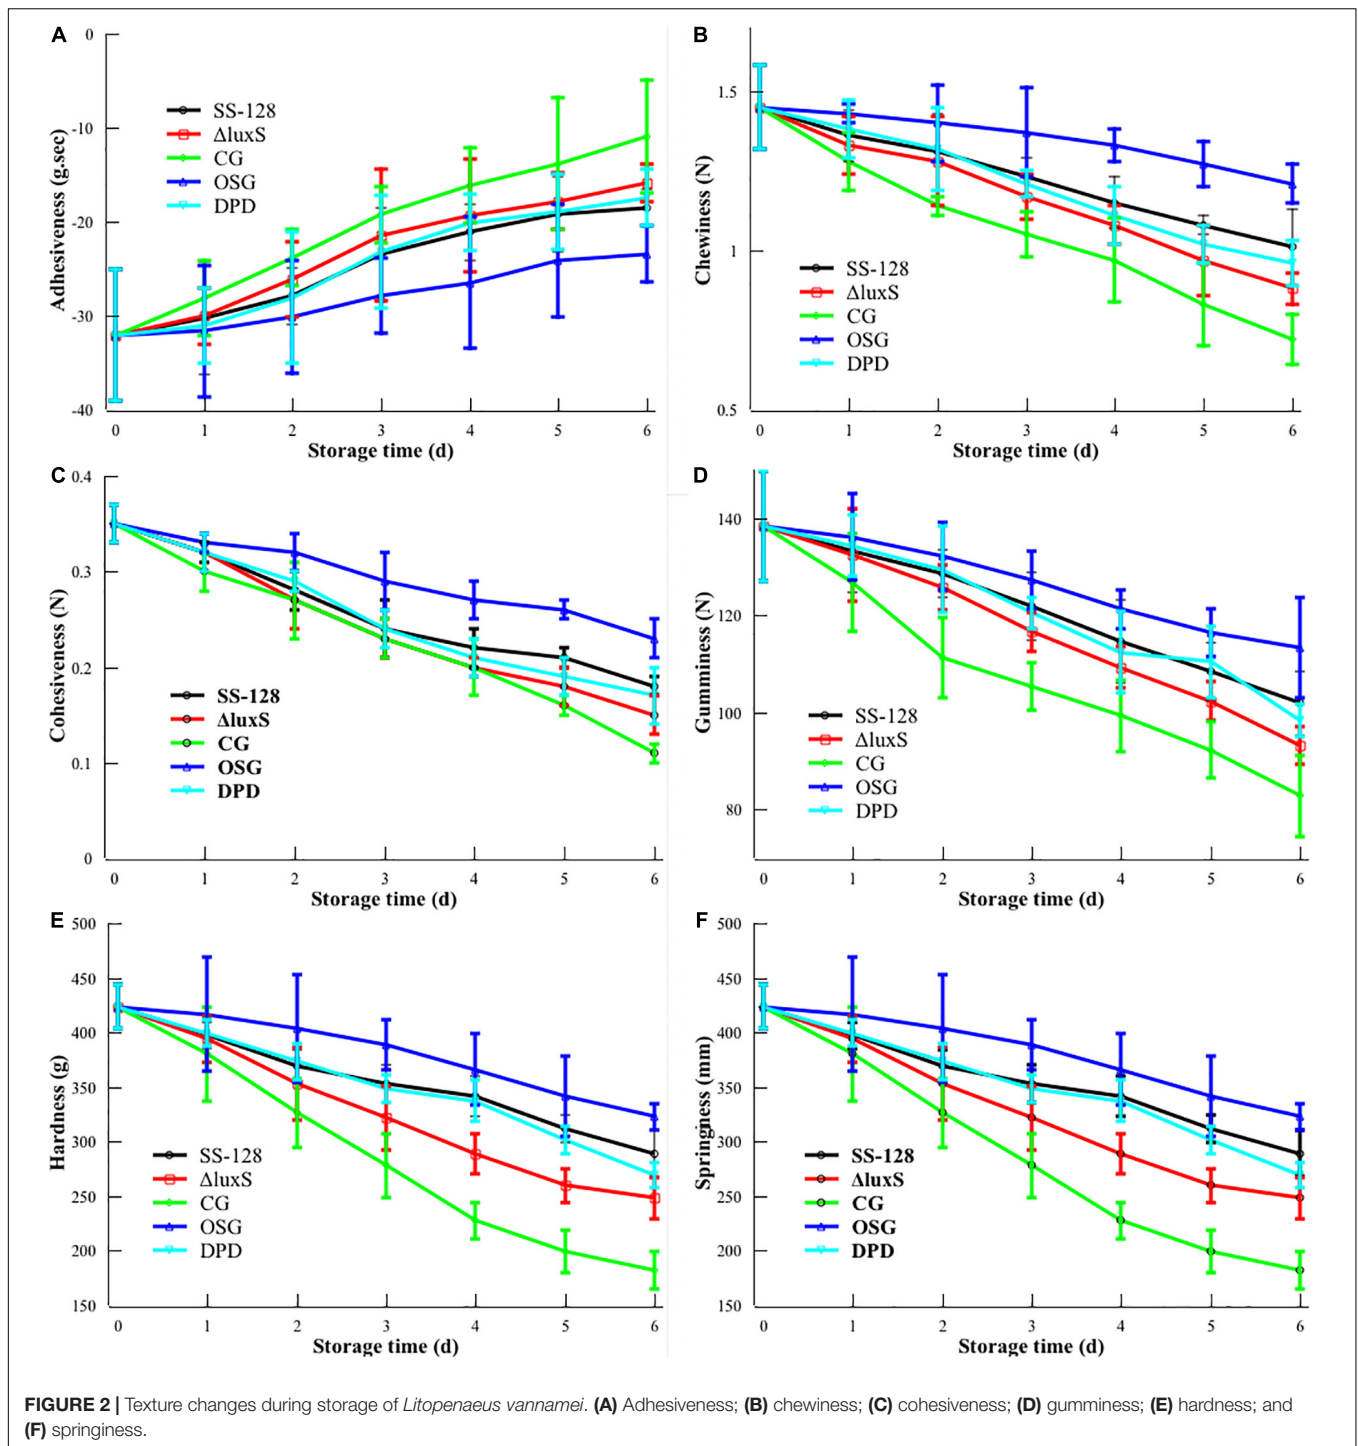 A
0
-10
-20
-30
-40
Adhesiveness (g.sec)
SS-128
ΔluxS
CG
OSG
DPD
0 1 2 3 4 5 6
Storage time (d)
B
1.5
1
0.5
Chewiness (N)
SS-128
ΔluxS
CG
OSG
DPD
0 1 2 3 4 5 6
Storage time (d)
C
0.4
0.3
0.2
0.1
0
Cohesiveness (N)
SS-128
ΔluxS
CG
OSG
DPD
0 1 2 3 4 5 6
Storage time (d)
D
140
120
100
80
Gumminess (N)
SS-128
ΔluxS
CG
OSG
DPD
0 1 2 3 4 5 6
Storage time (d)
E
500
450
400
350
300
250
200
150
Hardness (g)
SS-128
ΔluxS
CG
OSG
DPD
0 1 2 3 4 5 6
Storage time (d)
F
500
450
400
350
300
250
200
150
Springiness (mm)
SS-128
ΔluxS
CG
OSG
DPD
0 1 2 3 4 5 6
Storage time (d)
FIGURE 2 | Texture changes during storage of Litopenaeus vannamei. (A) Adhesiveness; (B) chewiness; (C) cohesiveness; (D) gumminess; (E) hardness; and
(F) springiness.